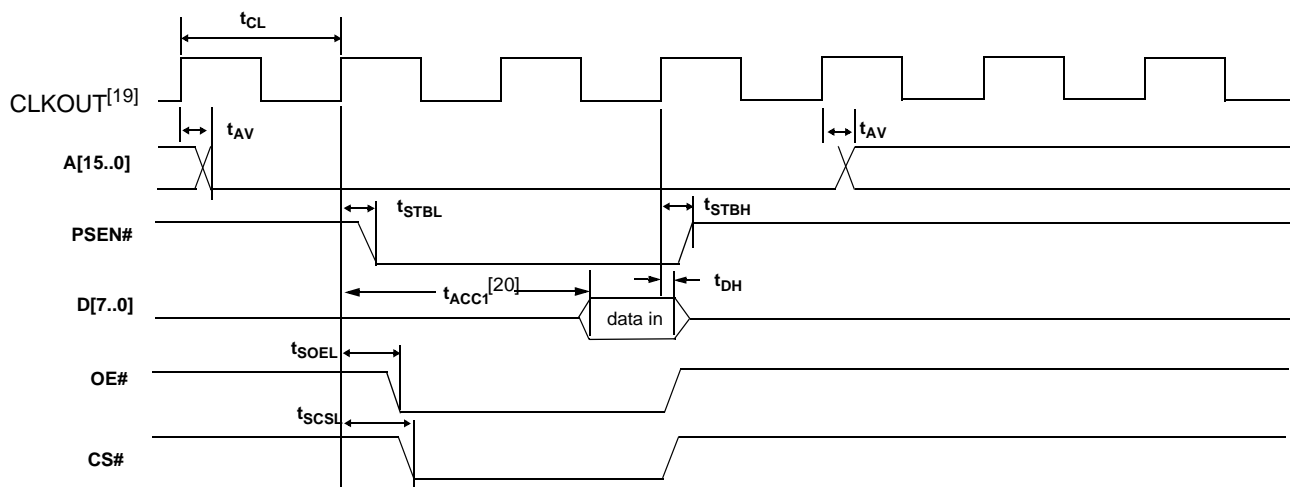 tCL
CLKOUT[19]
tAV
tAV
A[15..0]
tSTBL
tSTBH
PSEN#
tACC1[20]
tDH
D[7..0]
data in
tSOEL
OE#
tSCSL
CS#